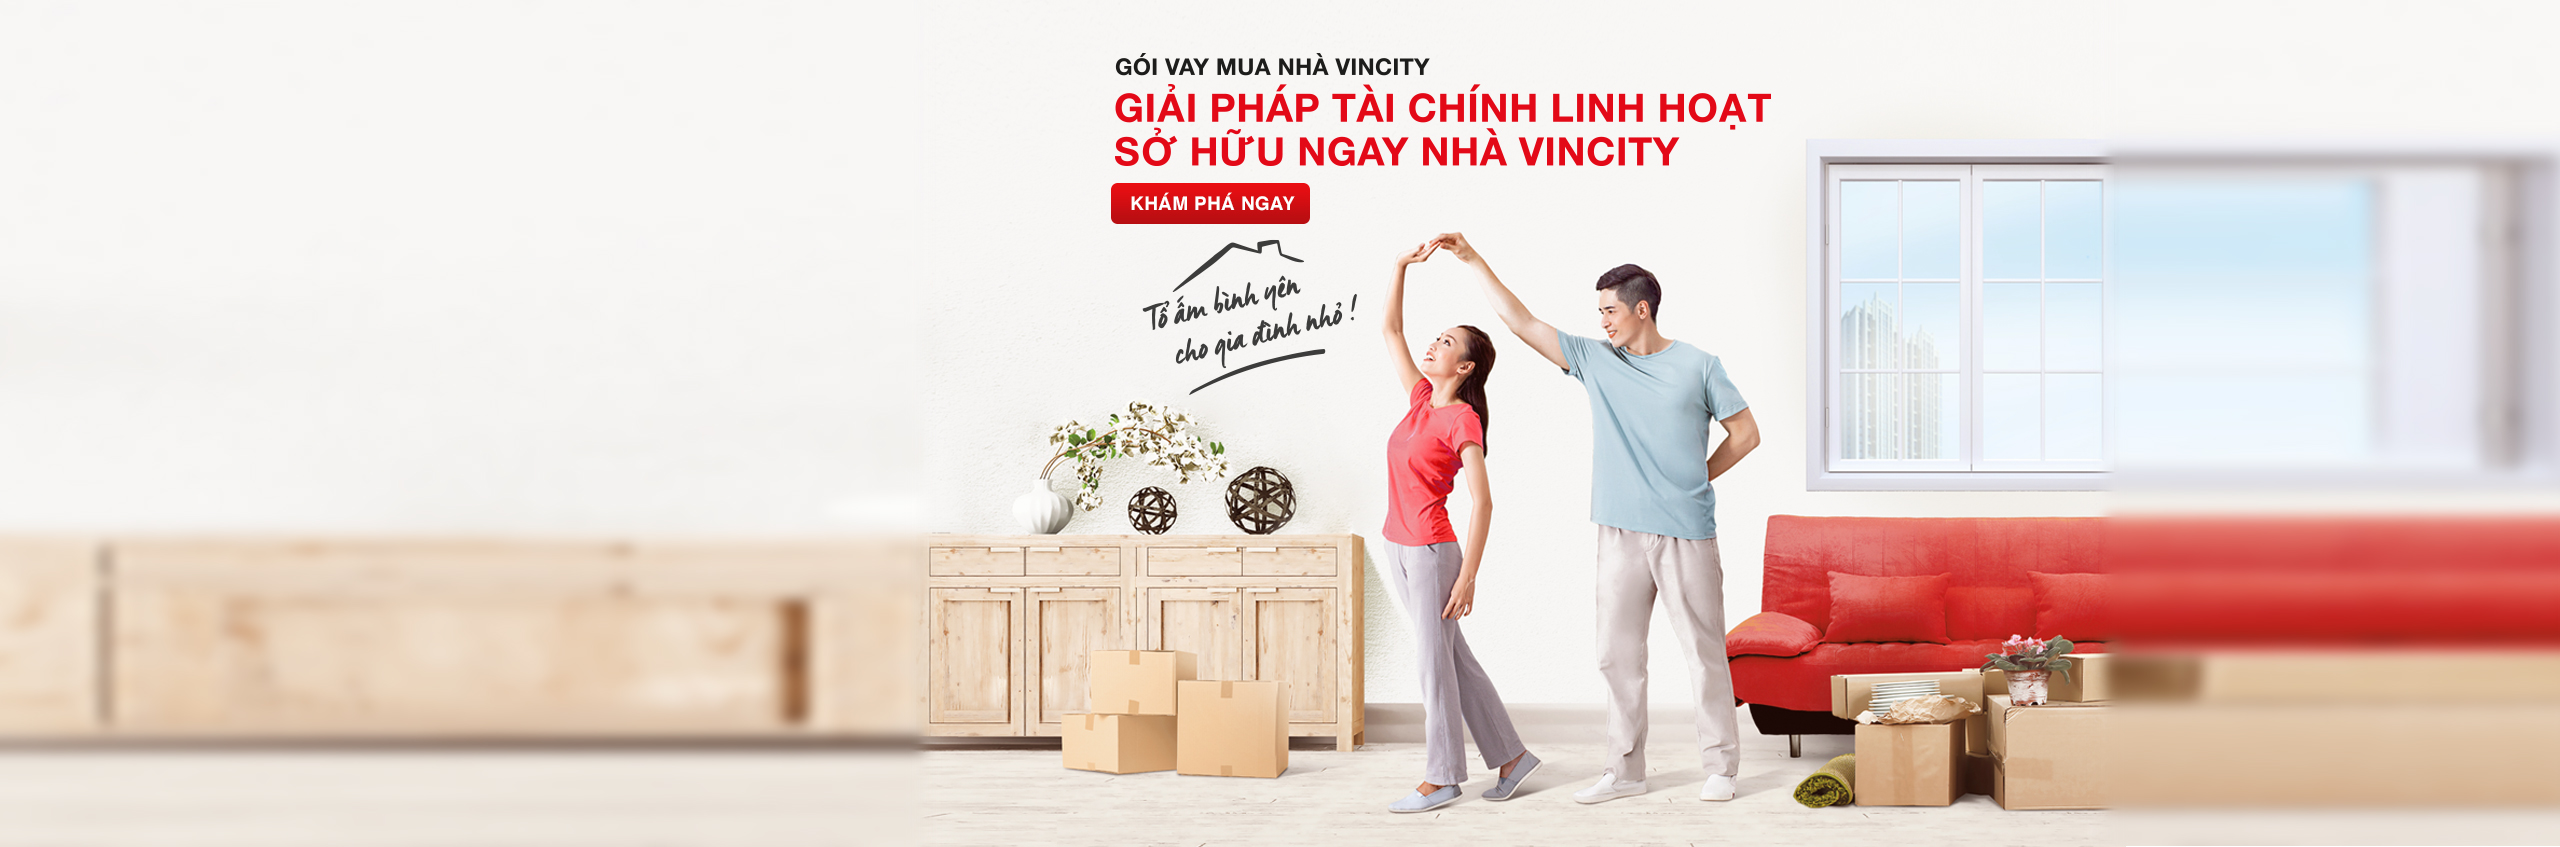 GÓI VAY MUA NHÀ VINCITY
GIẢI PHÁP TÀI CHÍNH LINH HOẠT
SỞ HỮU NGAY NHÀ VINCITY
KHÁM PHÁ NGAY
Tổ ấm bình yên
cho gia đình nhỏ !